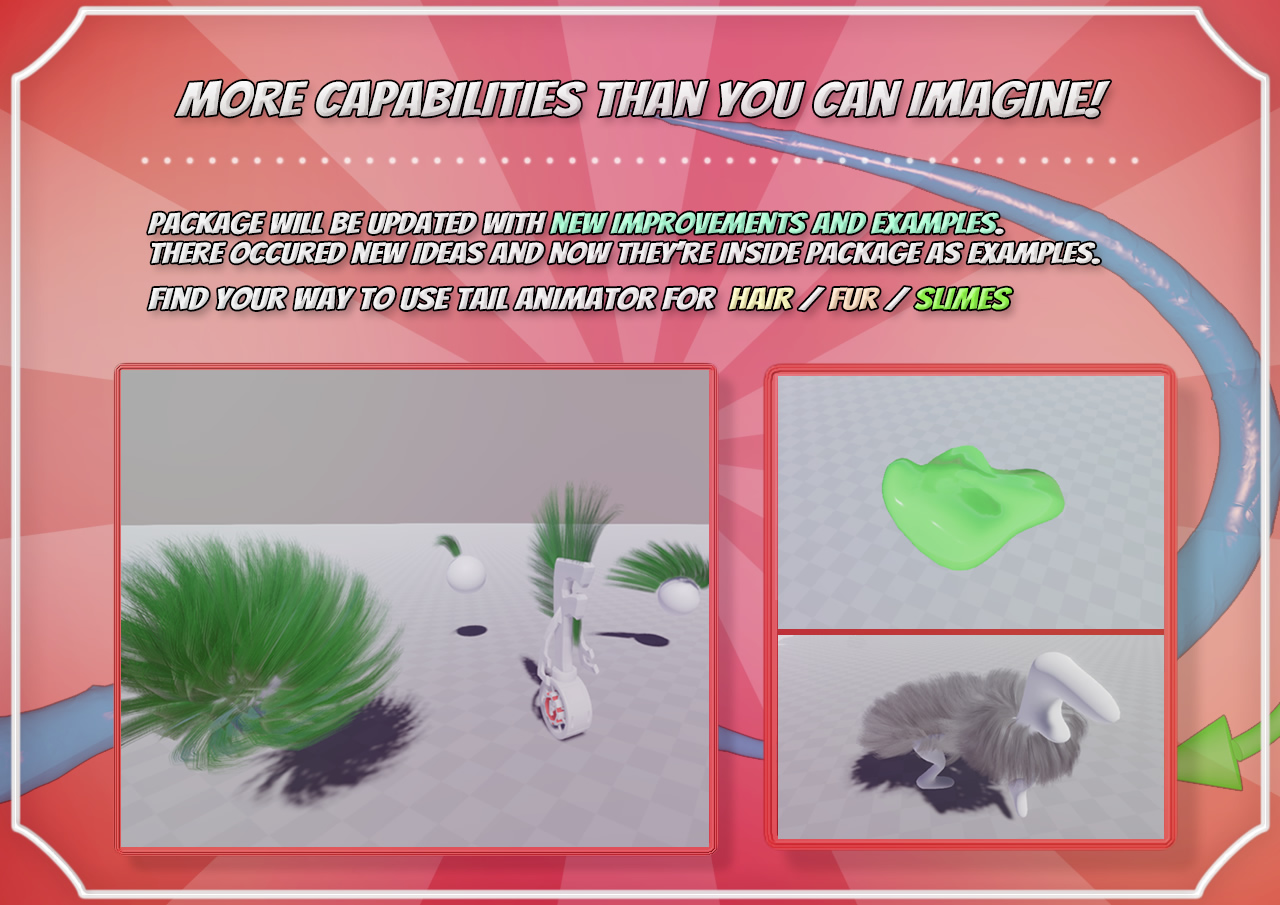 MORE CAPABILITIES THAN YOU CAN IMAGINE!
PACKAGE WILL BE UPDATED WITH NEW IMPROVEMENTS AND EXAMPLES.
THERE OCCURED NEW IDEAS AND NOW THEY'RE INSIDE PACKAGE AS EXAMPLES.
FIND YOUR WAY TO USE TAIL ANIMATOR FOR HAIR / FUR / SLIMES